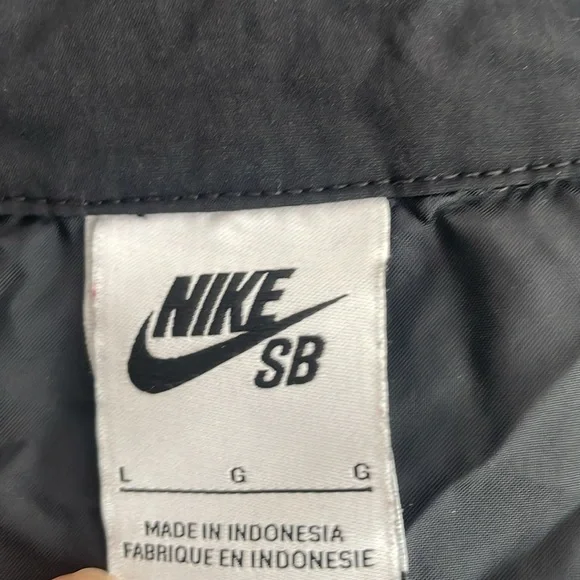 NIKE
SB
L G G
MADE IN INDONESIA
FABRIQUE EN INDONESIE